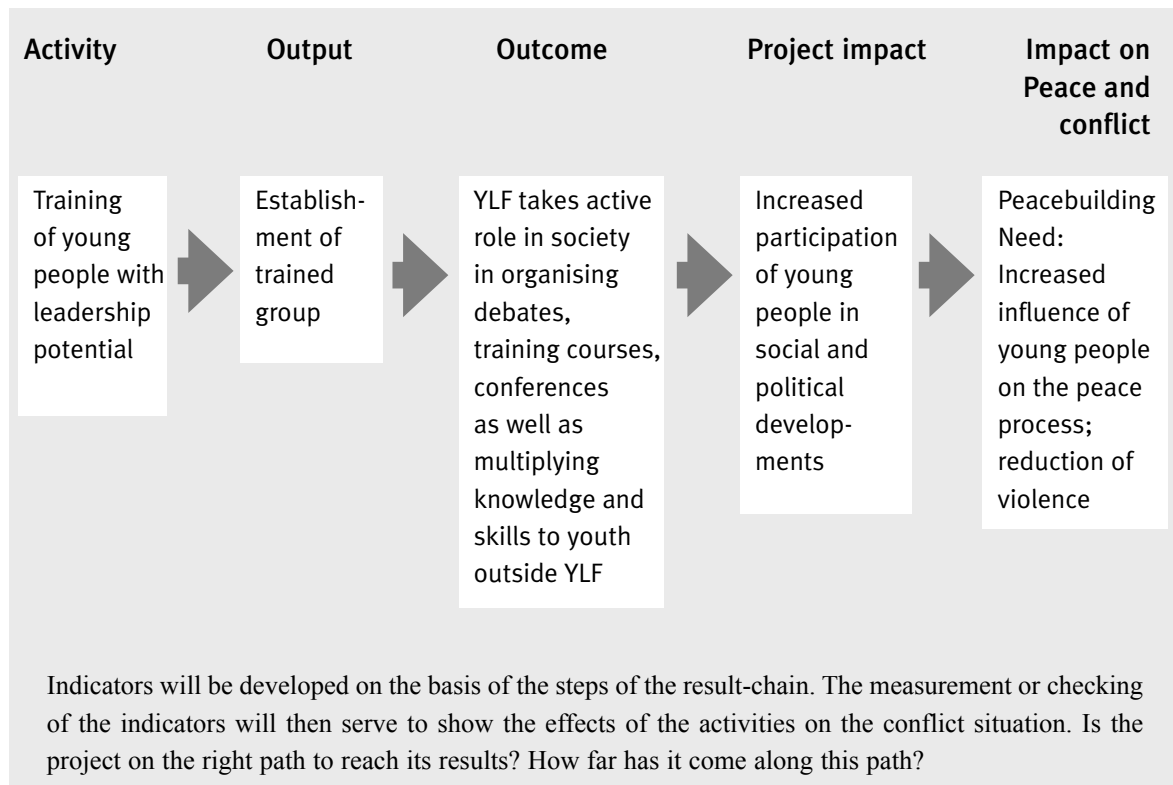 Activity
Output
Outcome
Project impact
Impact on
Peace and
conflict
Training
of young
people with
leadership
potential
Establish-
ment of
trained
group
YLF takes active
role in society
in organising
debates,
training courses,
conferences
as well as
multiplying
knowledge and
skills to youth
outside YLF
Increased
participation
of young
people in
social and
political
develop-
ments
Peacebuilding
Need:
Increased
influence of
young people
on the peace
process;
reduction of
violence
Indicators will be developed on the basis of the steps of the result-chain. The measurement or checking
of the indicators will then serve to show the effects of the activities on the conflict situation. Is the
project on the right path to reach its results? How far has it come along this path?